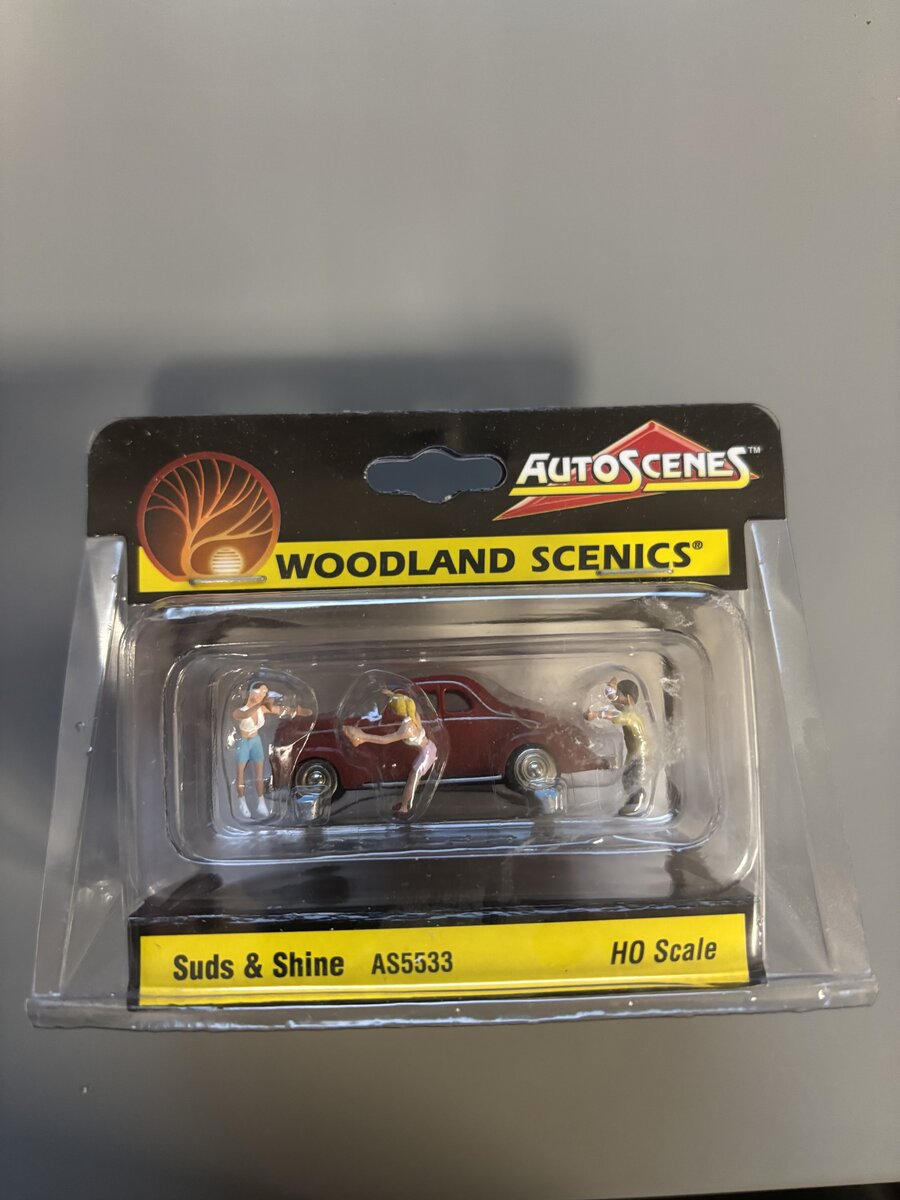 AUTOSCENES™
WOODLAND SCENICS®
Suds & Shine AS5533 HO Scale